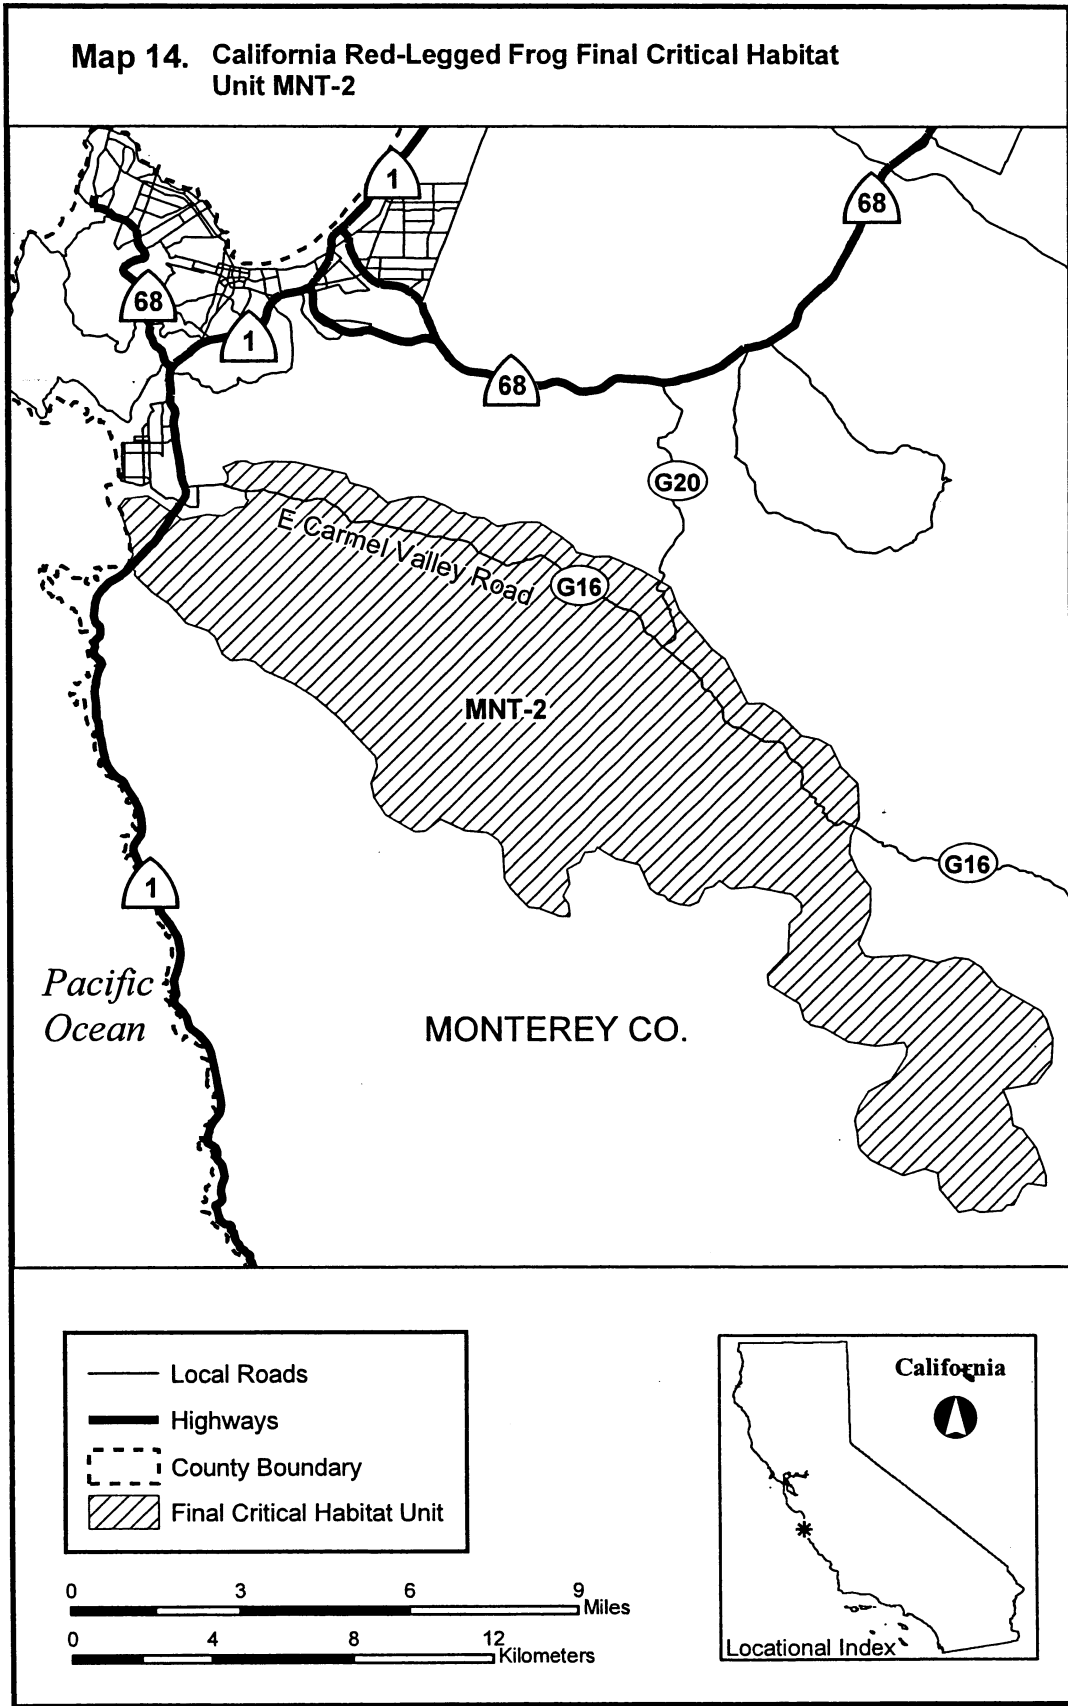 Map 14. California Red-Legged Frog Final Critical Habitat
Unit MNT-2
1
68
68
1
68
G20
E Carmel Valley Road
G16
MNT-2
G16
1
Pacific
Ocean
MONTEREY CO.
Local Roads
Highways
County Boundary
Final Critical Habitat Unit
0 3 6 9 Miles
0 4 8 12 Kilometers
California
Locational Index